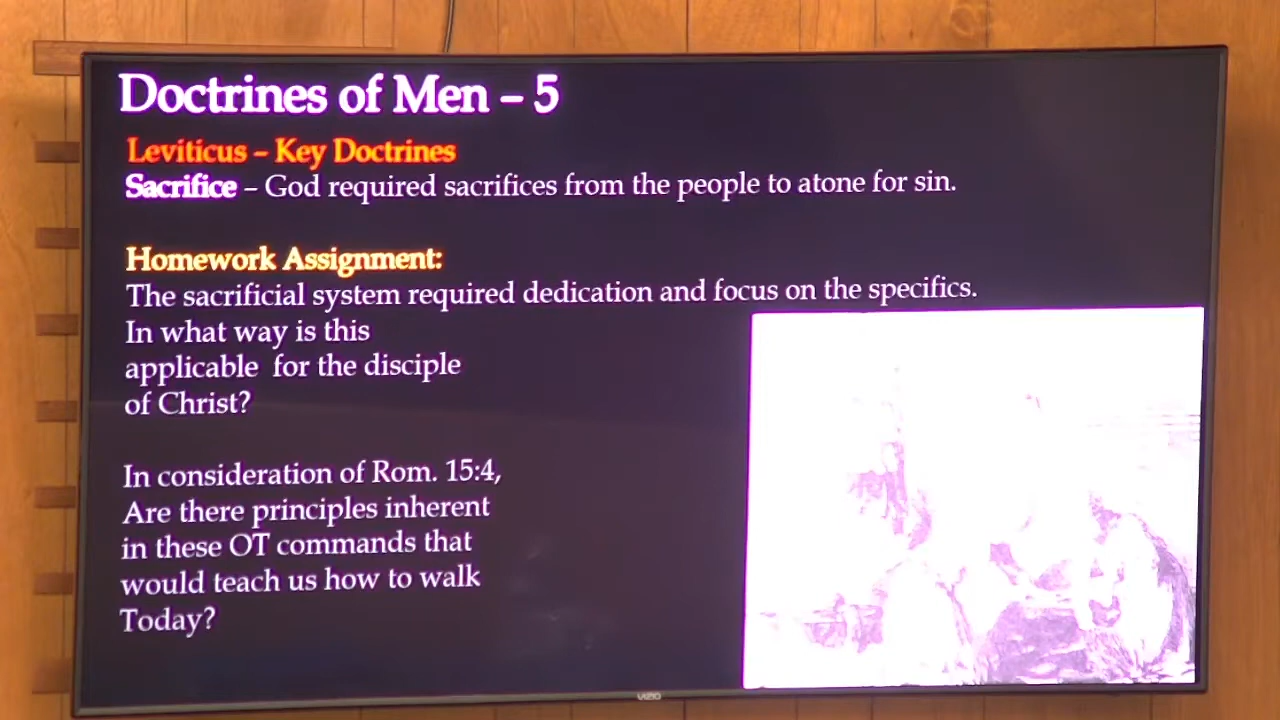 Doctrines of Men – 5
Leviticus – Key Doctrines
Sacrifice – God required sacrifices from the people to atone for sin.
Homework Assignment:
The sacrificial system required dedication and focus on the specifics.
In what way is this
applicable for the disciple
of Christ?
In consideration of Rom. 15:4,
Are there principles inherent
in these OT commands that
would teach us how to walk
Today?
VIZIO